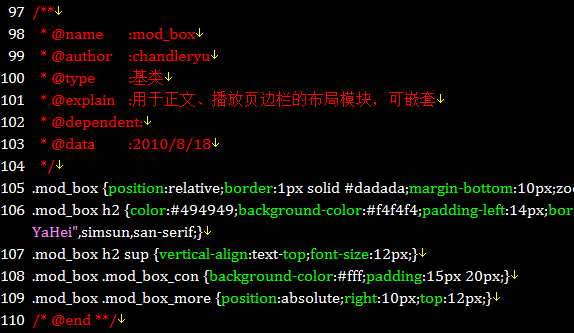 97 /**↓
98  * @name :mod_box↓
99  * @author :chandleryu↓
100  * @type :基类↓
101  * @explain :用于正文、播放页边栏的布局模块，可嵌套↓
102  * @dependent:↓
103  * @data :2010/8/18↓
104  */↓
105 .mod_box {position:relative;border:1px solid #dadada;margin-bottom:10px;zo
106 .mod_box h2 {color:#494949;background-color:#f4f4f4;padding-left:14px;bor
YaHei",simsun,san-serif;}↓
107 .mod_box h2 sup {vertical-align:text-top;font-size:12px;}↓
108 .mod_box .mod_box_con {background-color:#fff;padding:15px 20px;}↓
109 .mod_box .mod_box_more {position:absolute;right:10px;top:12px;}↓
110 /* @end **/↓